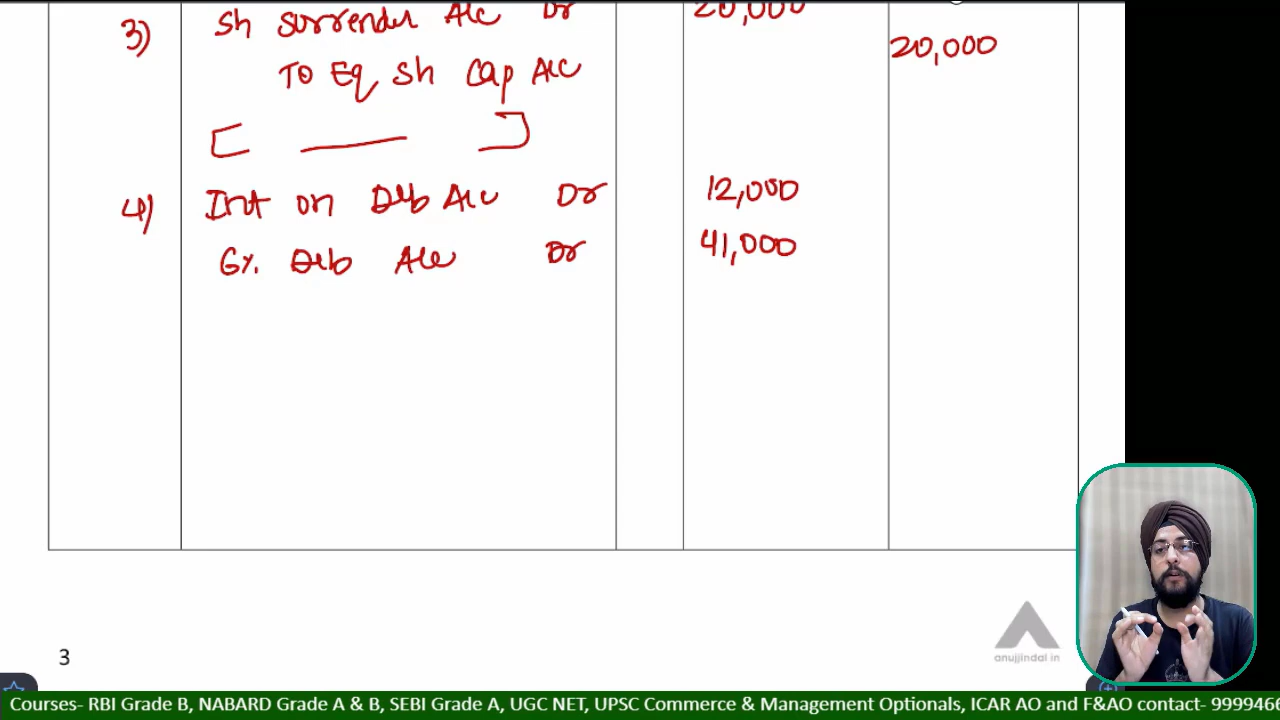 3) Sh Surrender A/c Dr 20,000
To Eq Sh Cap A/c 20,000
[ — ]
4) Int on Deb A/c Dr 12,000
6% Deb A/c Dr 41,000
anujjindal in
3
Courses- RBI Grade B, NABARD Grade A & B, SEBI Grade A, UGC NET, UPSC Commerce & Management Optionals, ICAR AO and F&AO contact- 999946